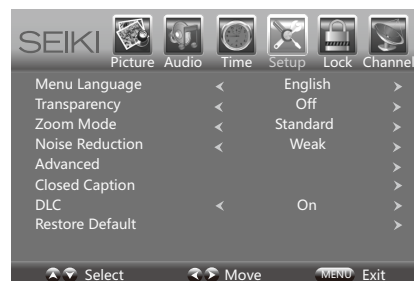 SEIKI
Picture Audio Time Setup Lock Channel
Menu Language English
Transparency Off
Zoom Mode Standard
Noise Reduction Weak
Advanced
Closed Caption
DLC On
Restore Default
Select Move MENU Exit